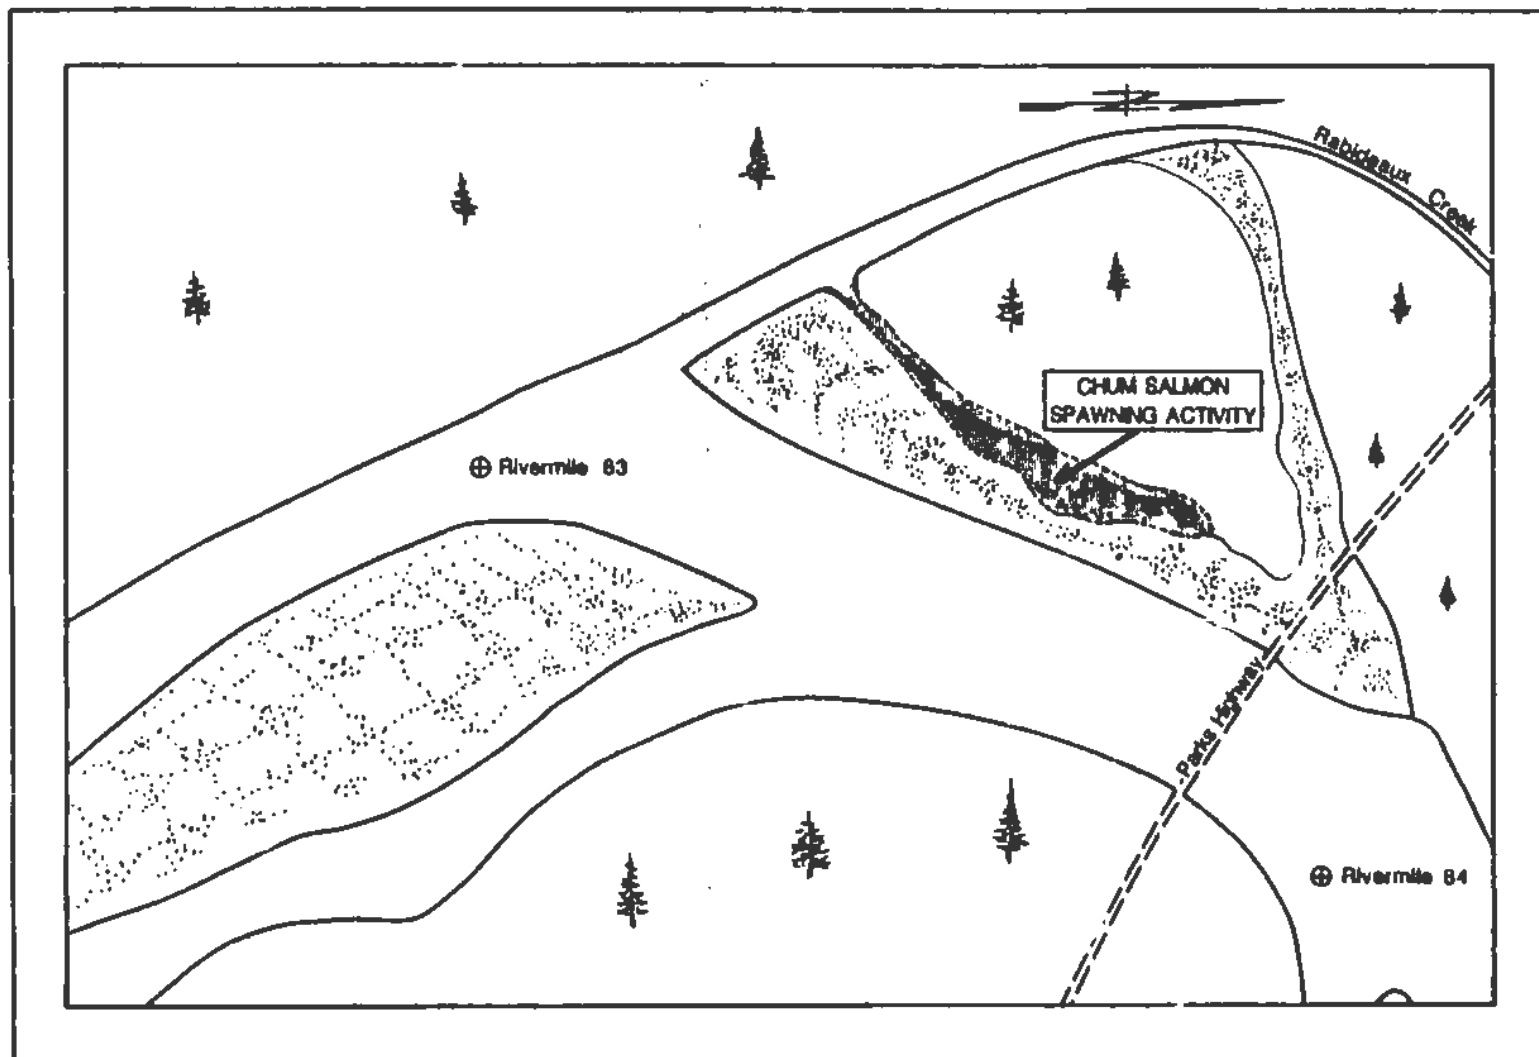 Rabideaux Creek
CHUM SALMON
SPAWNING ACTIVITY
Rivermile 83
Parks Highway
Rivermile 84